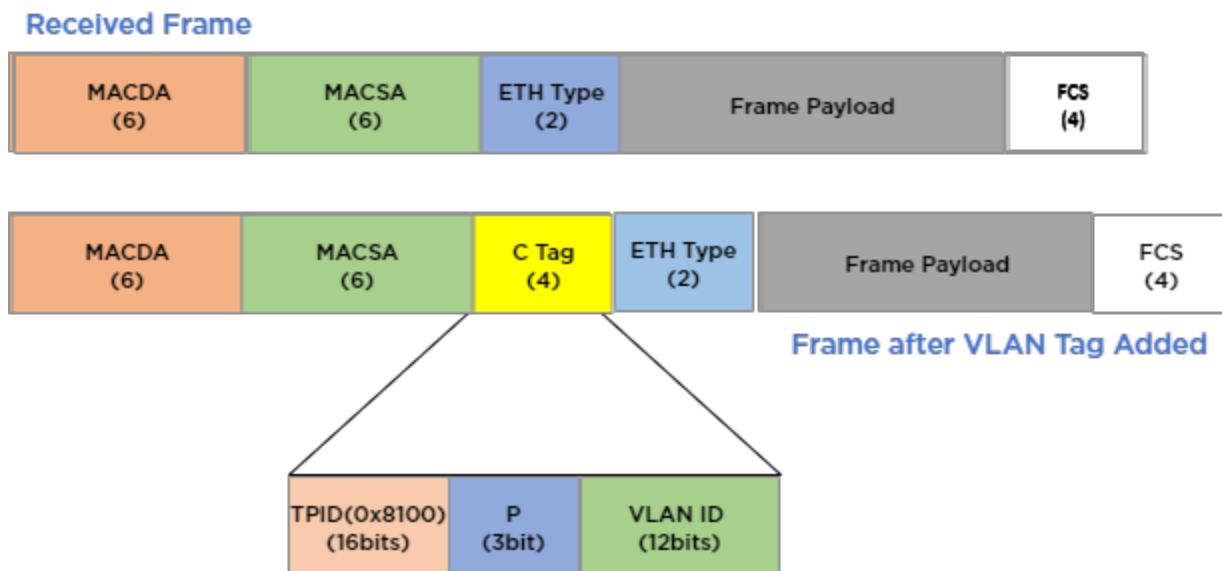 Received Frame
MACDA
(6)
MACSA
(6)
ETH Type
(2)
Frame Payload
FCS
(4)
MACDA
(6)
MACSA
(6)
C Tag
(4)
ETH Type
(2)
Frame Payload
FCS
(4)
Frame after VLAN Tag Added
TPID(0x8100)
(16bits)
P
(3bit)
VLAN ID
(12bits)